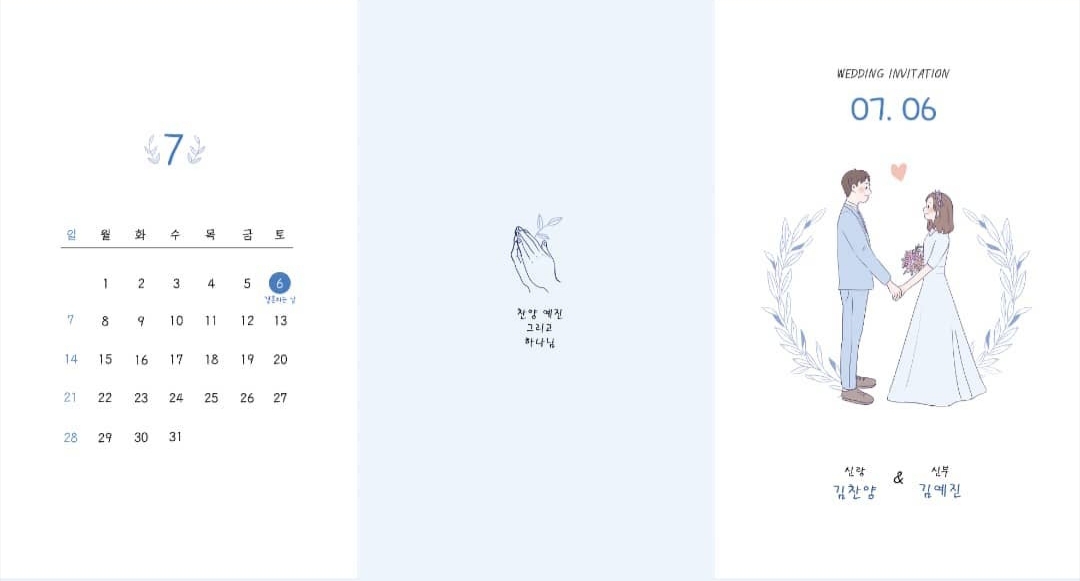 7
일 월 화 수 목 금 토
1 2 3 4 5 6
결혼하는 날
7 8 9 10 11 12 13
14 15 16 17 18 19 20
21 22 23 24 25 26 27
28 29 30 31
찬양 예진
그리고
하나님
WEDDING INVITATION
07. 06
신랑 & 신부
김찬양 김예진